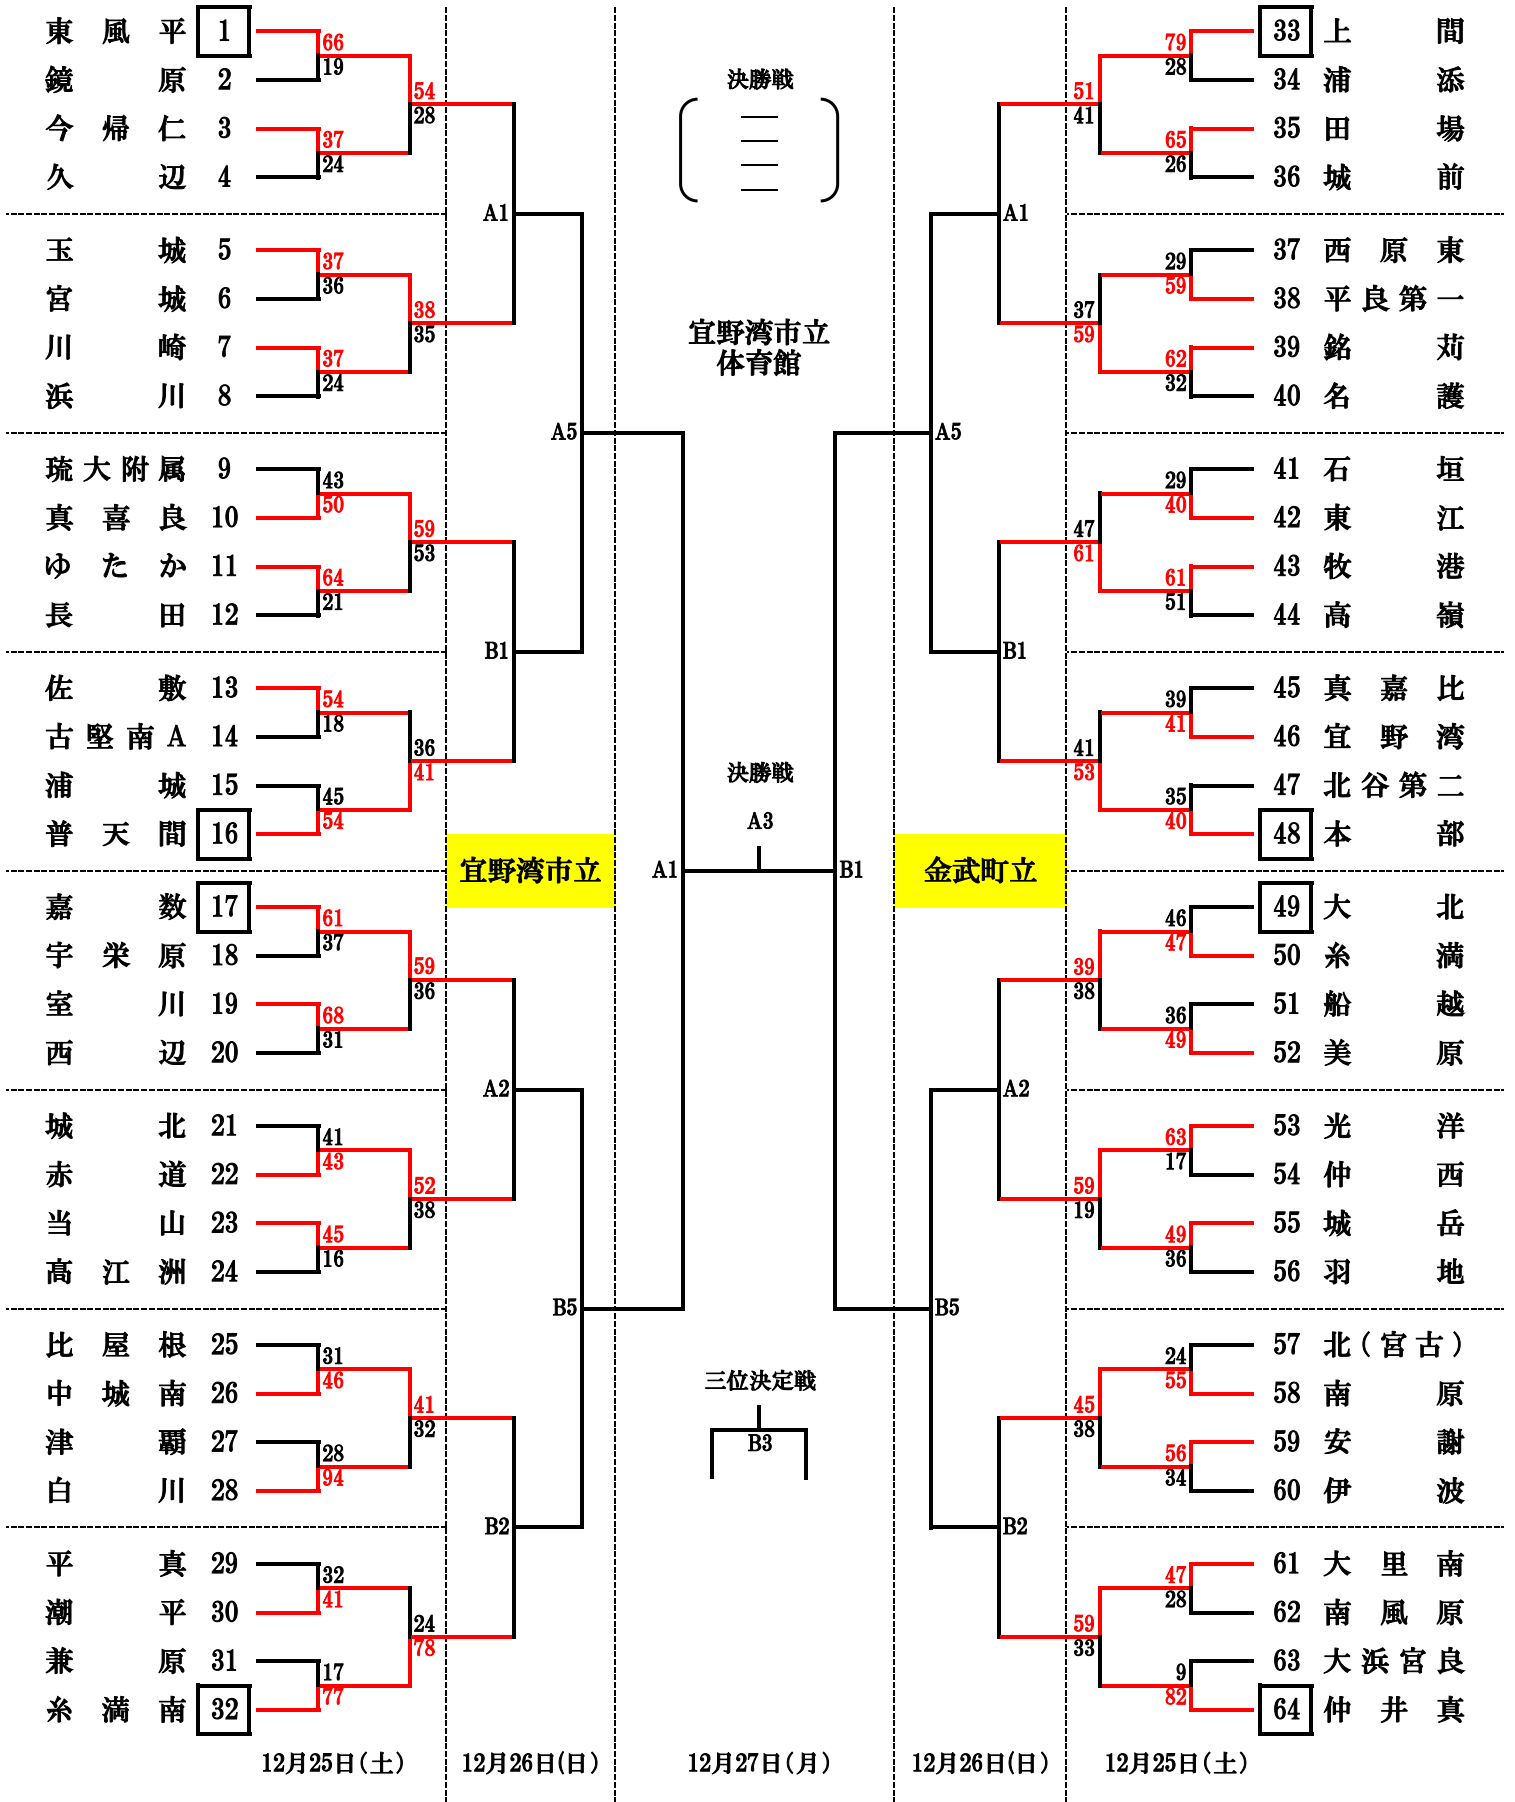 東風平 1
66
19
鏡原 2
54
28
今帰仁 3
37
24
久辺 4
A1
玉城 5
37
36
宮城 6
38
35
川崎 7
37
24
浜川 8
A5
琉大附属 9
43
50
真喜良 10
59
53
ゆたか 11
64
21
長田 12
B1
佐敷 13
54
18
古堅南A 14
36
41
浦城 15
45
54
普天間 16
宜野湾市立
A1
嘉数 17
61
37
宇栄原 18
59
36
室川 19
68
31
西辺 20
A2
城北 21
41
43
赤道 22
52
38
当山 23
45
16
高江洲 24
B5
比屋根 25
31
46
中城南 26
41
32
津覇 27
28
94
白川 28
B2
平真 29
32
41
潮平 30
24
78
兼原 31
17
77
糸満南 32
決勝戦
宜野湾市立
体育館
決勝戦
A3
三位決定戦
B3
33 上間
79
28
34 浦添
51
41
35 田場
65
26
36 城前
A1
37 西原東
29
59
38 平良第一
37
59
39 銘苅
62
32
40 名護
A5
41 石垣
29
40
42 東江
47
61
43 牧港
61
51
44 高嶺
B1
45 真嘉比
39
41
46 宜野湾
41
53
47 北谷第二
35
40
48 本部
金武町立
B1
49 大北
46
47
50 糸満
39
38
51 船越
36
49
52 美原
A2
53 光洋
63
17
54 仲西
59
19
55 城岳
49
36
56 羽地
B5
57 北(宮古)
24
55
58 南原
45
38
59 安謝
56
34
60 伊波
B2
61 大里南
47
28
62 南風原
59
33
63 大浜宮良
9
82
64 仲井真
12月25日(土)
12月26日(日)
12月27日(月)
12月26日(日)
12月25日(土)